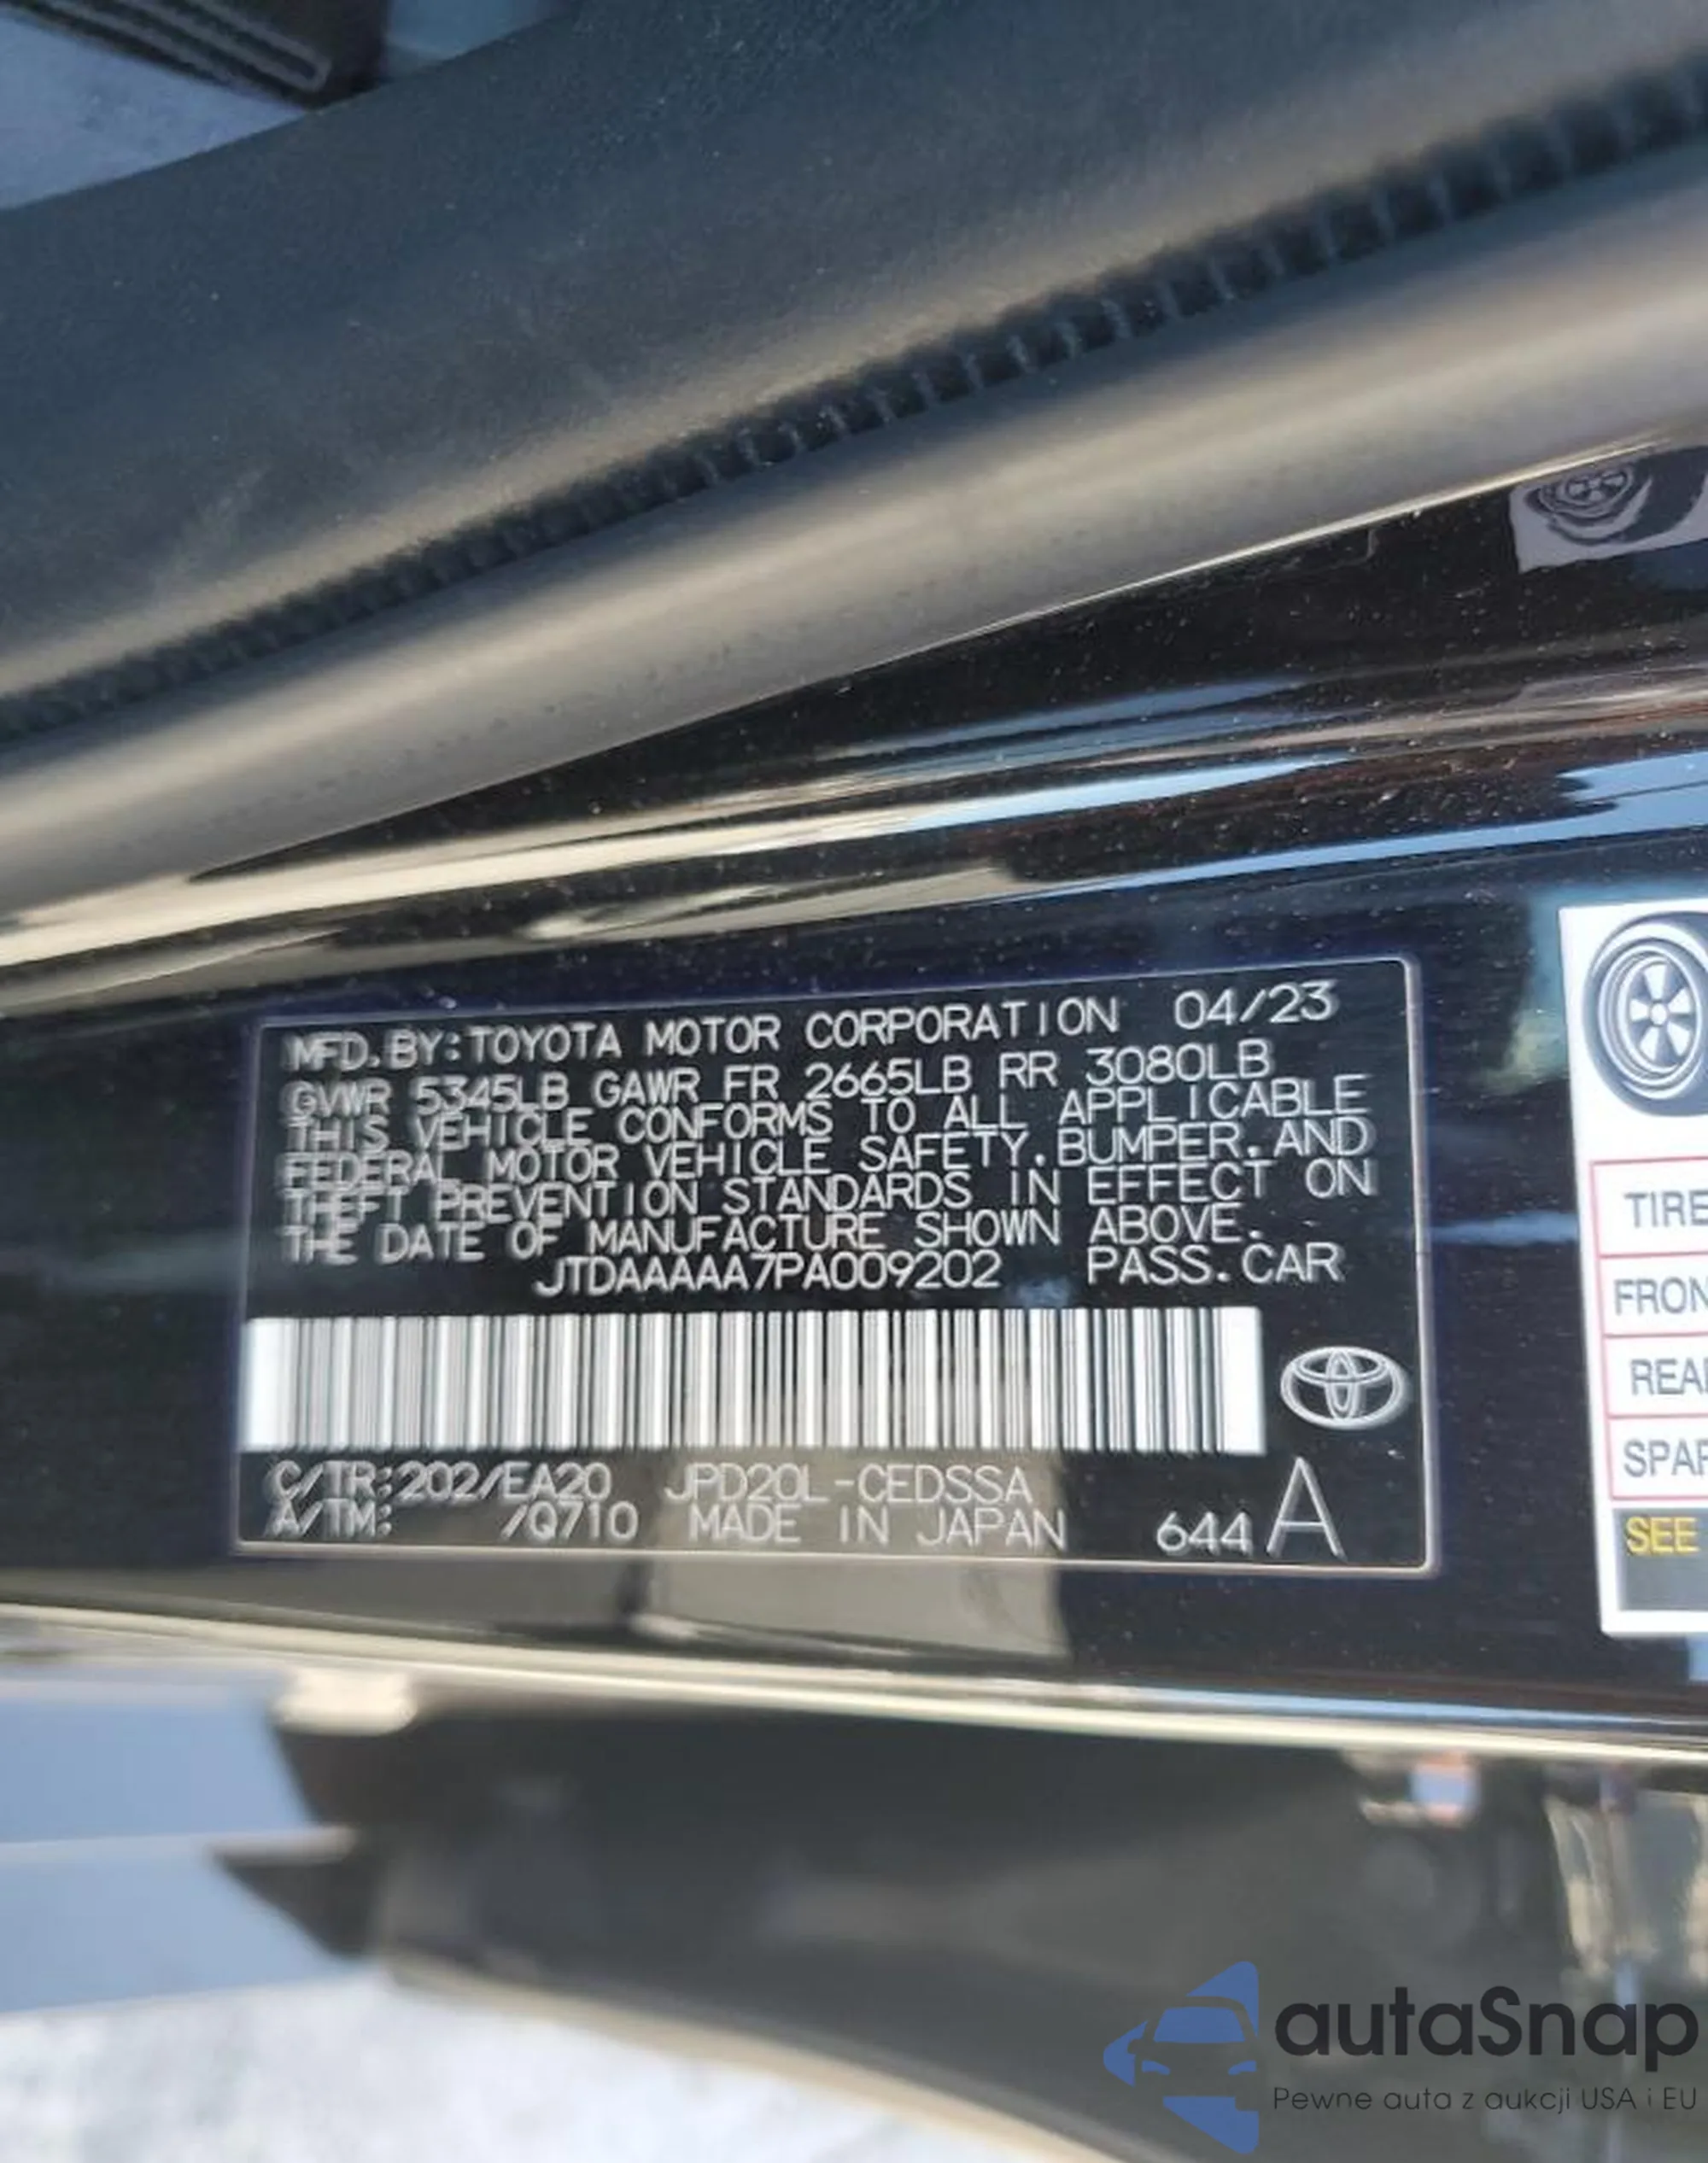 MFD.BY:TOYOTA MOTOR CORPORATION 04/23
GVWR 5345LB GAWR FR 2665LB RR 3080LB
THIS VEHICLE CONFORMS TO ALL APPLICABLE
FEDERAL MOTOR VEHICLE SAFETY,BUMPER,AND
THEFT PREVENTION STANDARDS IN EFFECT ON
THE DATE OF MANUFACTURE SHOWN ABOVE.
JTDAAAAA7PA009202 PASS.CAR
C/TR:202/EA20 JPD20L-CEDSSA
A/TM: /Q710 MADE IN JAPAN 644 A
TIRE
FRON
REAR
SPAR
SEE
autaSnap
Pewne auta z aukcji USA i EU